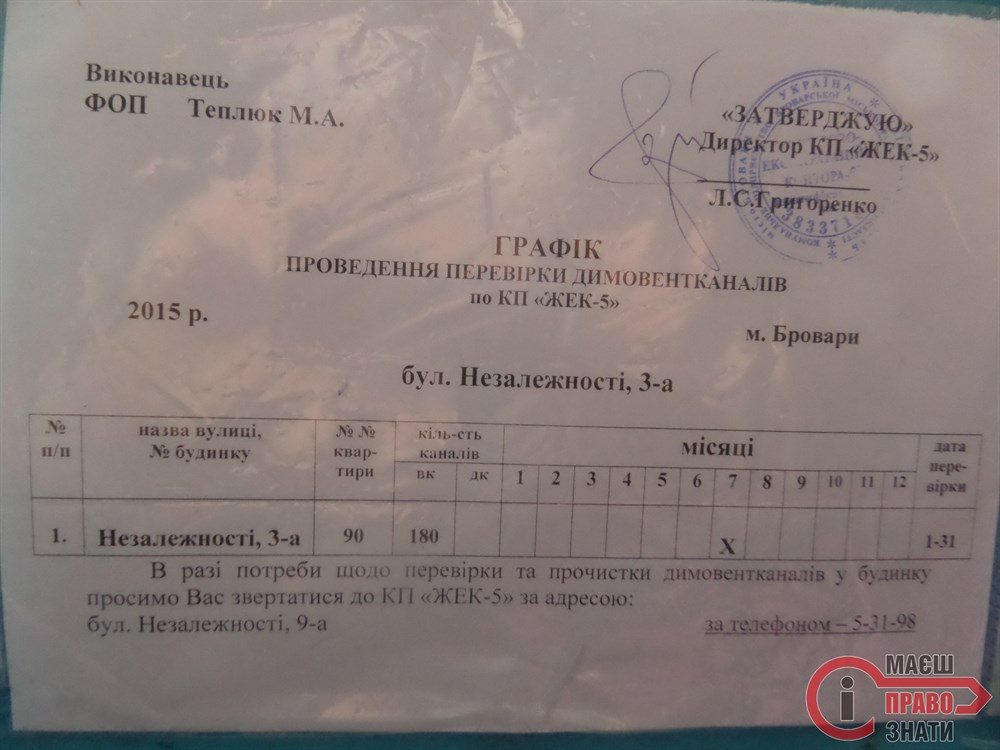 Виконавець
ФОП Теплюк М.А.
«ЗАТВЕРДЖУЮ»
Директор КП «ЖЕК-5»
Л.С.Григоренко
УКРАЇНА
КОНТОРА
383371
ГРАФІК
ПРОВЕДЕННЯ ПЕРЕВІРКИ ДИМОВЕНТКАНАЛІВ
по КП «ЖЕК-5»
2015 р.
м. Бровари
бул. Незалежності, 3-а
№ п/п назва вулиці, № будинку № № квар-тири кіль-сть каналів місяці дата пере-вірки
вк дк 1 2 3 4 5 6 7 8 9 10 11 12
1. Незалежності, 3-а 90 180 X 1-31
В разі потреби щодо перевірки та прочистки димовентканалів у будинку
просимо Вас звертатися до КП «ЖЕК-5» за адресою:
бул. Незалежності, 9-а за телефоном – 5-31-98
МАЄШ
ПРАВО
ЗНАТИ